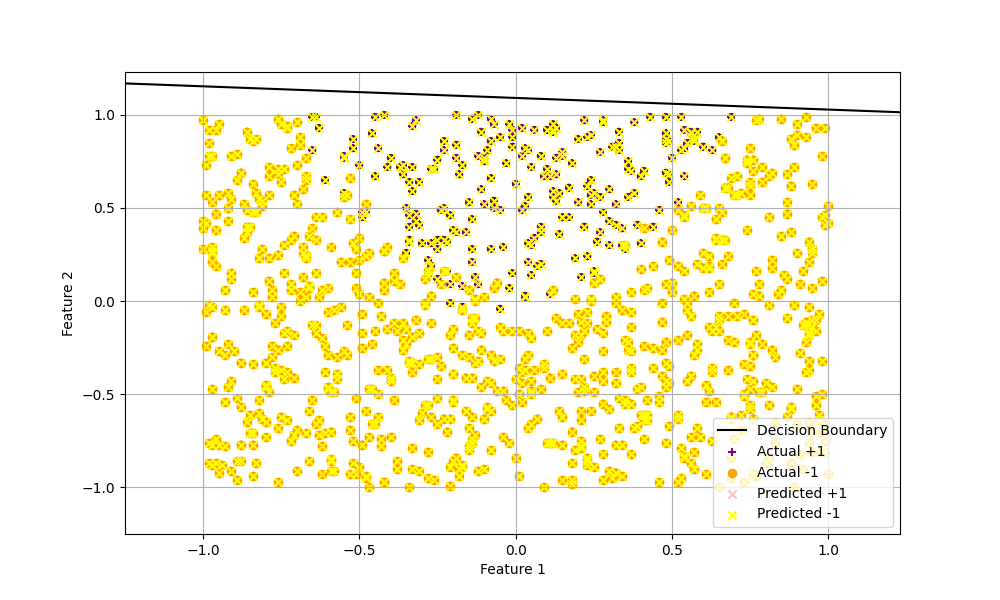 1.0
0.5
0.0
−0.5
−1.0
Feature 2
Decision Boundary
Actual +1
Actual -1
Predicted +1
Predicted -1
−1.0 −0.5 0.0 0.5 1.0
Feature 1